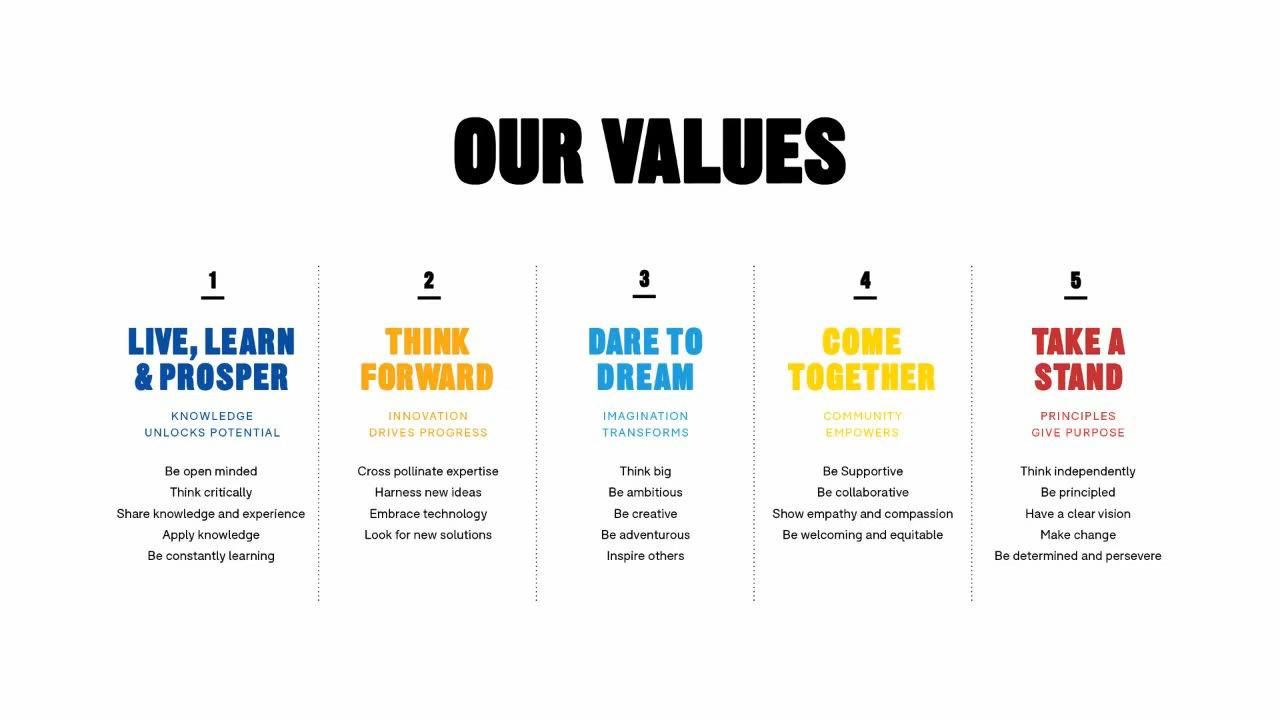 OUR VALUES
1
LIVE, LEARN
& PROSPER
KNOWLEDGE
UNLOCKS POTENTIAL
Be open minded
Think critically
Share knowledge and experience
Apply knowledge
Be constantly learning
2
THINK
FORWARD
INNOVATION
DRIVES PROGRESS
Cross pollinate expertise
Harness new ideas
Embrace technology
Look for new solutions
3
DARE TO
DREAM
IMAGINATION
TRANSFORMS
Think big
Be ambitious
Be creative
Be adventurous
Inspire others
4
COME
TOGETHER
COMMUNITY
EMPOWERS
Be Supportive
Be collaborative
Show empathy and compassion
Be welcoming and equitable
5
TAKE A
STAND
PRINCIPLES
GIVE PURPOSE
Think independently
Be principled
Have a clear vision
Make change
Be determined and persevere